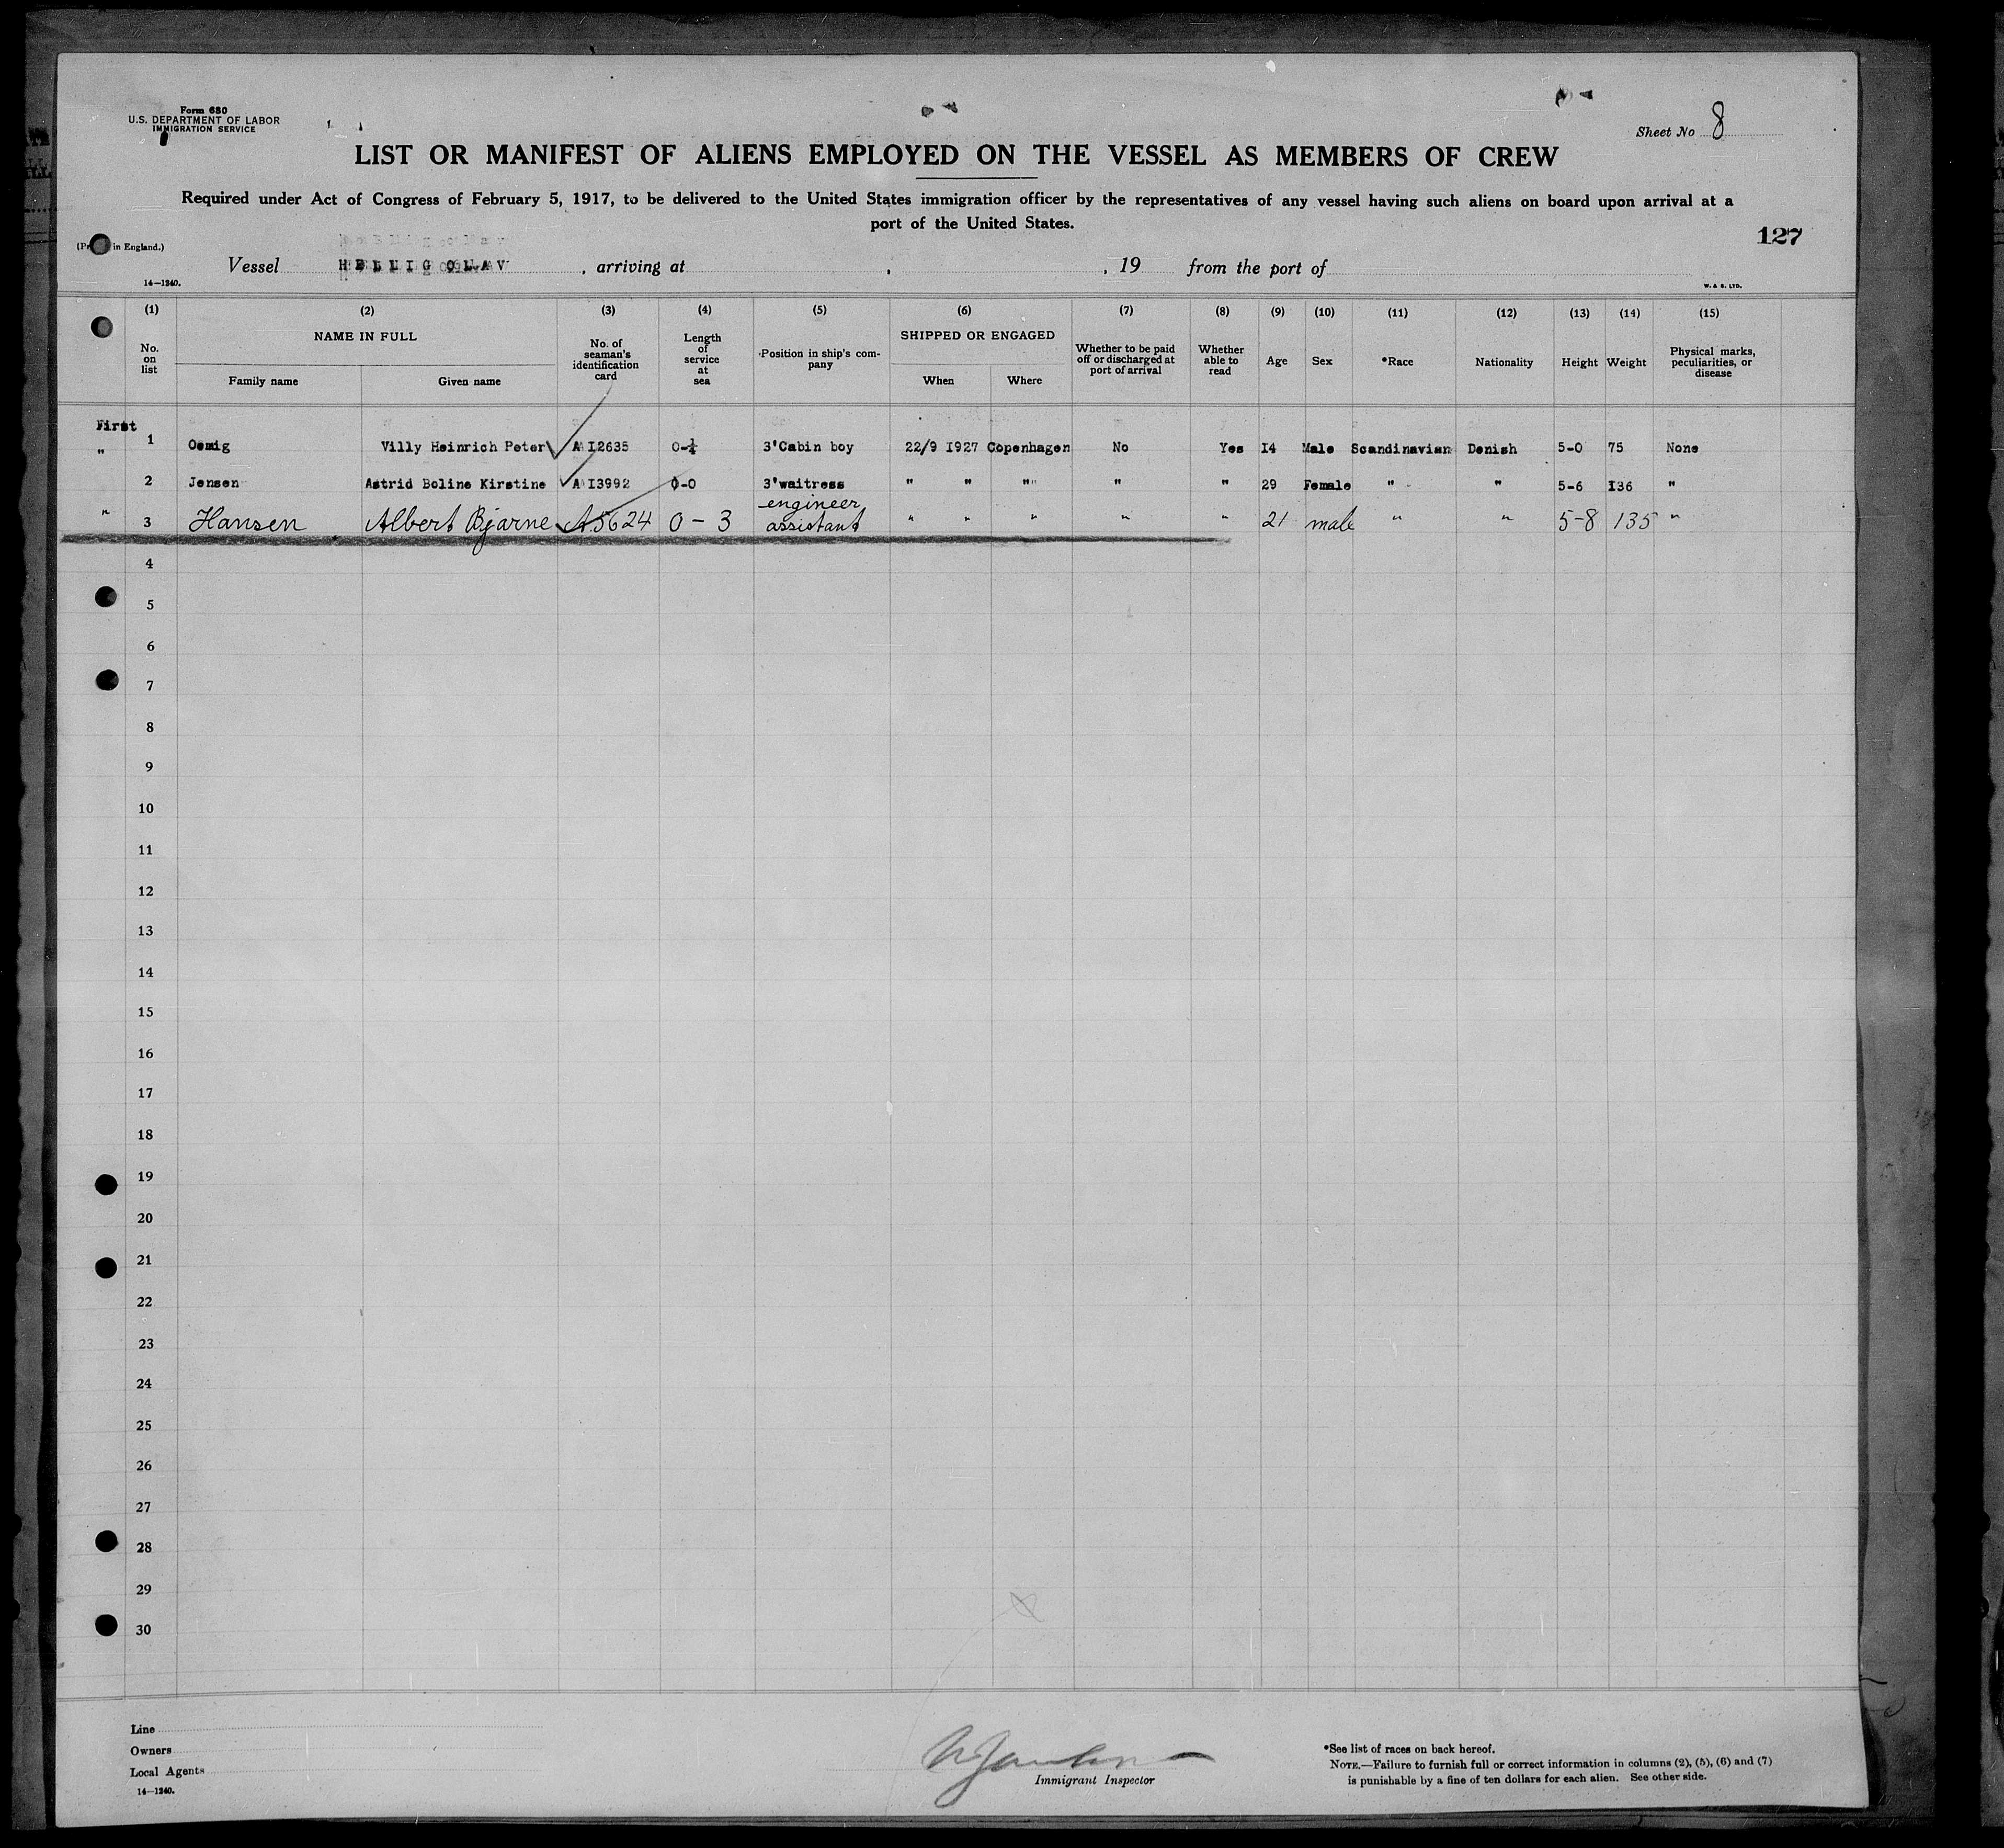 Form 680
U.S. DEPARTMENT OF LABOR
IMMIGRATION SERVICE
Sheet No 8
LIST OR MANIFEST OF ALIENS EMPLOYED ON THE VESSEL AS MEMBERS OF CREW
Required under Act of Congress of February 5, 1917, to be delivered to the United States immigration officer by the representatives of any vessel having such aliens on board upon arrival at a
port of the United States.
127
in England.)
Vessel HELLIG OLAV , arriving at , , 19 from the port of
14—1240.
W. & S. LTD.
(1) (2) (3) (4) (5) (6) (7) (8) (9) (10) (11) (12) (13) (14) (15)
No. on list
NAME IN FULL
Family name Given name
No. of seaman's identification card
Length of service at sea
Position in ship's company
SHIPPED OR ENGAGED
When Where
Whether to be paid off or discharged at port of arrival
Whether able to read
Age Sex *Race Nationality Height Weight
Physical marks, peculiarities, or disease
First
" 1 Osmig Villy Heinrich Peter A I2635 0-¼ 3'Cabin boy 22/9 I927 Copenhagen No Yes I4 Male Scandinavian Danish 5-0 75 None
2 Jensen Astrid Boline Kirstine A I3992 0-0 3'waitress " " " " " 29 Female " " 5-6 I36 "
" 3 Hansen Albert Bjarne A5624 0-3 engineer assistant " " " " " 21 male " " 5-8 135 "
4
5
6
7
8
9
10
11
12
13
14
15
16
17
18
19
20
21
22
23
24
25
26
27
28
29
30
Line
Owners
Local Agents
14—1240.
Immigrant Inspector
*See list of races on back hereof.
NOTE.—Failure to furnish full or correct information in columns (2), (5), (6) and (7)
is punishable by a fine of ten dollars for each alien. See other side.